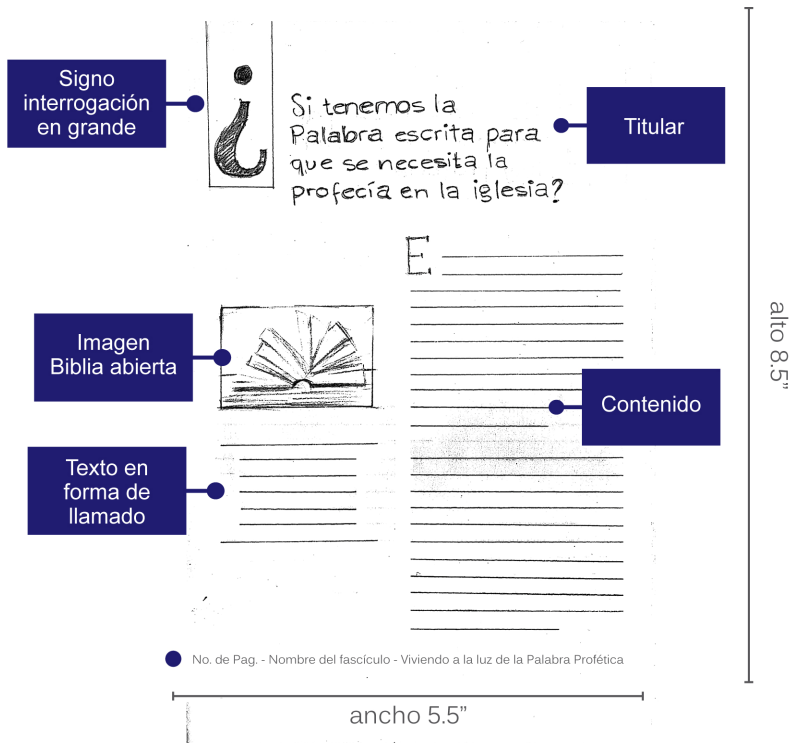 Signo
interrogación
en grande
Si tenemos la
Palabra escrita para
que se necesita la
profecía en la iglesia?
Titular
E
Imagen
Biblia abierta
Contenido
Texto en
forma de
llamado
alto 8.5”
No. de Pag. - Nombre del fascículo - Viviendo a la luz de la Palabra Profética
ancho 5.5”